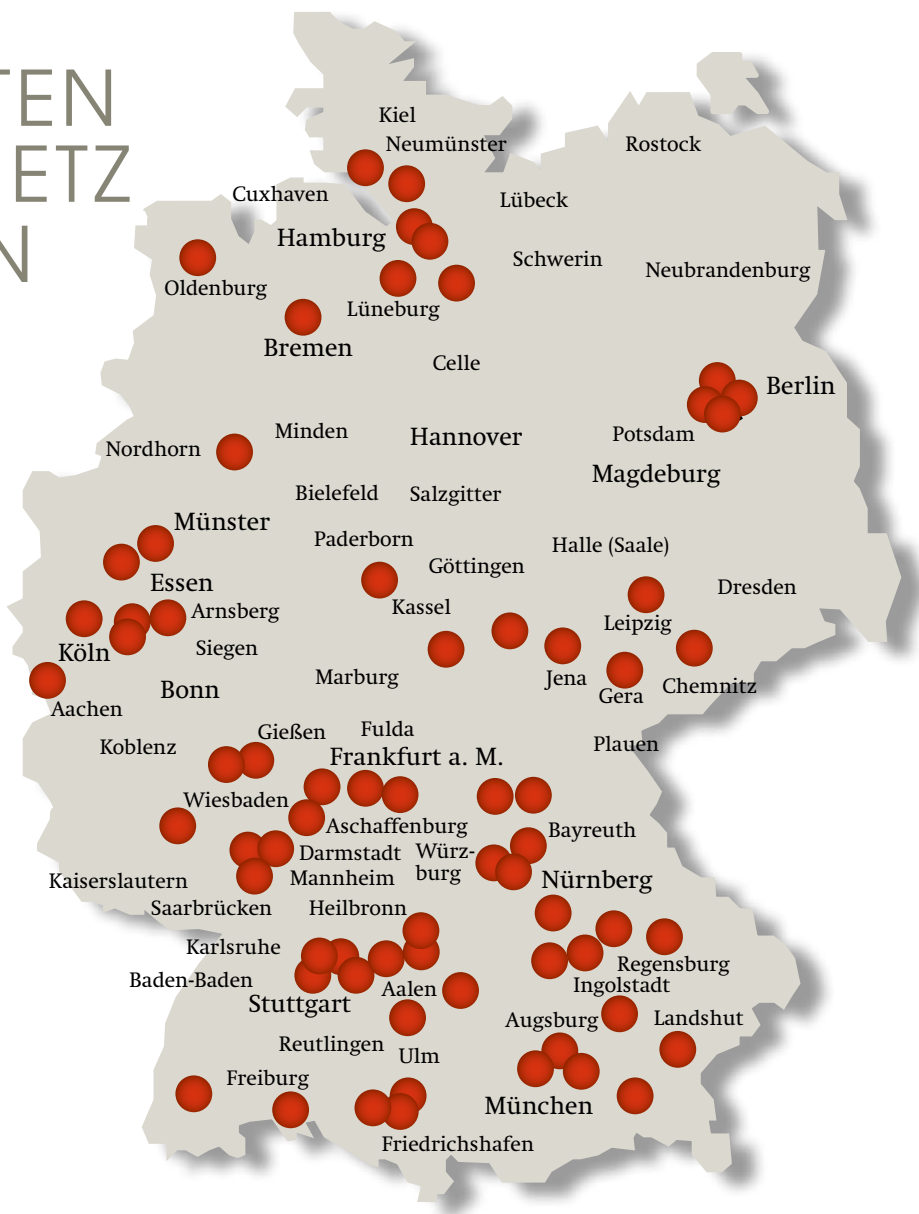 TEN
ETZ
N
Kiel
Neumünster
Rostock
Cuxhaven
Lübeck
Hamburg
Schwerin
Neubrandenburg
Oldenburg
Lüneburg
Bremen
Celle
Berlin
Minden
Hannover
Potsdam
Nordhorn
Magdeburg
Bielefeld
Salzgitter
Münster
Paderborn
Halle (Saale)
Göttingen
Essen
Dresden
Arnsberg
Kassel
Leipzig
Köln
Siegen
Marburg
Jena
Bonn
Gera
Chemnitz
Aachen
Gießen
Fulda
Koblenz
Plauen
Frankfurt a. M.
Wiesbaden
Aschaffenburg
Bayreuth
Darmstadt
Würz-
burg
Kaiserslautern
Mannheim
Nürnberg
Saarbrücken
Heilbronn
Karlsruhe
Regensburg
Baden-Baden
Ingolstadt
Aalen
Stuttgart
Augsburg
Landshut
Reutlingen
Ulm
Freiburg
München
Friedrichshafen